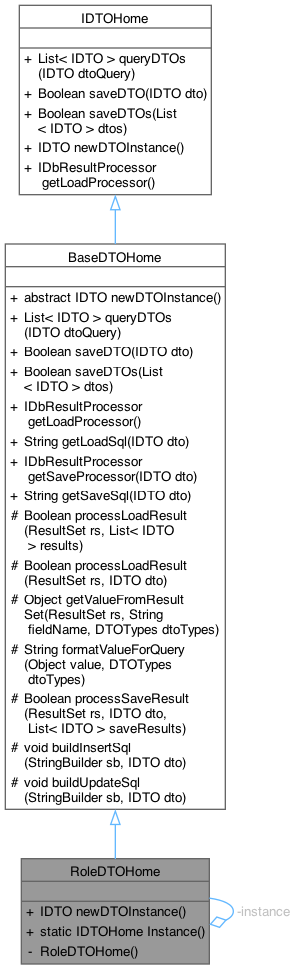 IDTOHome
+ List< IDTO > queryDTOs
(IDTO dtoQuery)
+ Boolean saveDTO(IDTO dto)
+ Boolean saveDTOs(List
< IDTO > dtos)
+ IDTO newDTOInstance()
+ IDbResultProcessor
getLoadProcessor()
BaseDTOHome
+ abstract IDTO newDTOInstance()
+ List< IDTO > queryDTOs
(IDTO dtoQuery)
+ Boolean saveDTO(IDTO dto)
+ Boolean saveDTOs(List
< IDTO > dtos)
+ IDbResultProcessor
getLoadProcessor()
+ String getLoadSql(IDTO dto)
+ IDbResultProcessor
getSaveProcessor(IDTO dto)
+ String getSaveSql(IDTO dto)
# Boolean processLoadResult
(ResultSet rs, List< IDTO
> results)
# Boolean processLoadResult
(ResultSet rs, IDTO dto)
# Object getValueFromResult
Set(ResultSet rs, String
fieldName, DTOTypes dtoTypes)
# String formatValueForQuery
(Object value, DTOTypes
dtoTypes)
# Boolean processSaveResult
(ResultSet rs, IDTO dto,
List< IDTO > saveResults)
# void buildInsertSql
(StringBuilder sb, IDTO dto)
# void buildUpdateSql
(StringBuilder sb, IDTO dto)
RoleDTOHome
+ IDTO newDTOInstance()
+ static IDTOHome Instance()
- RoleDTOHome()
-instance